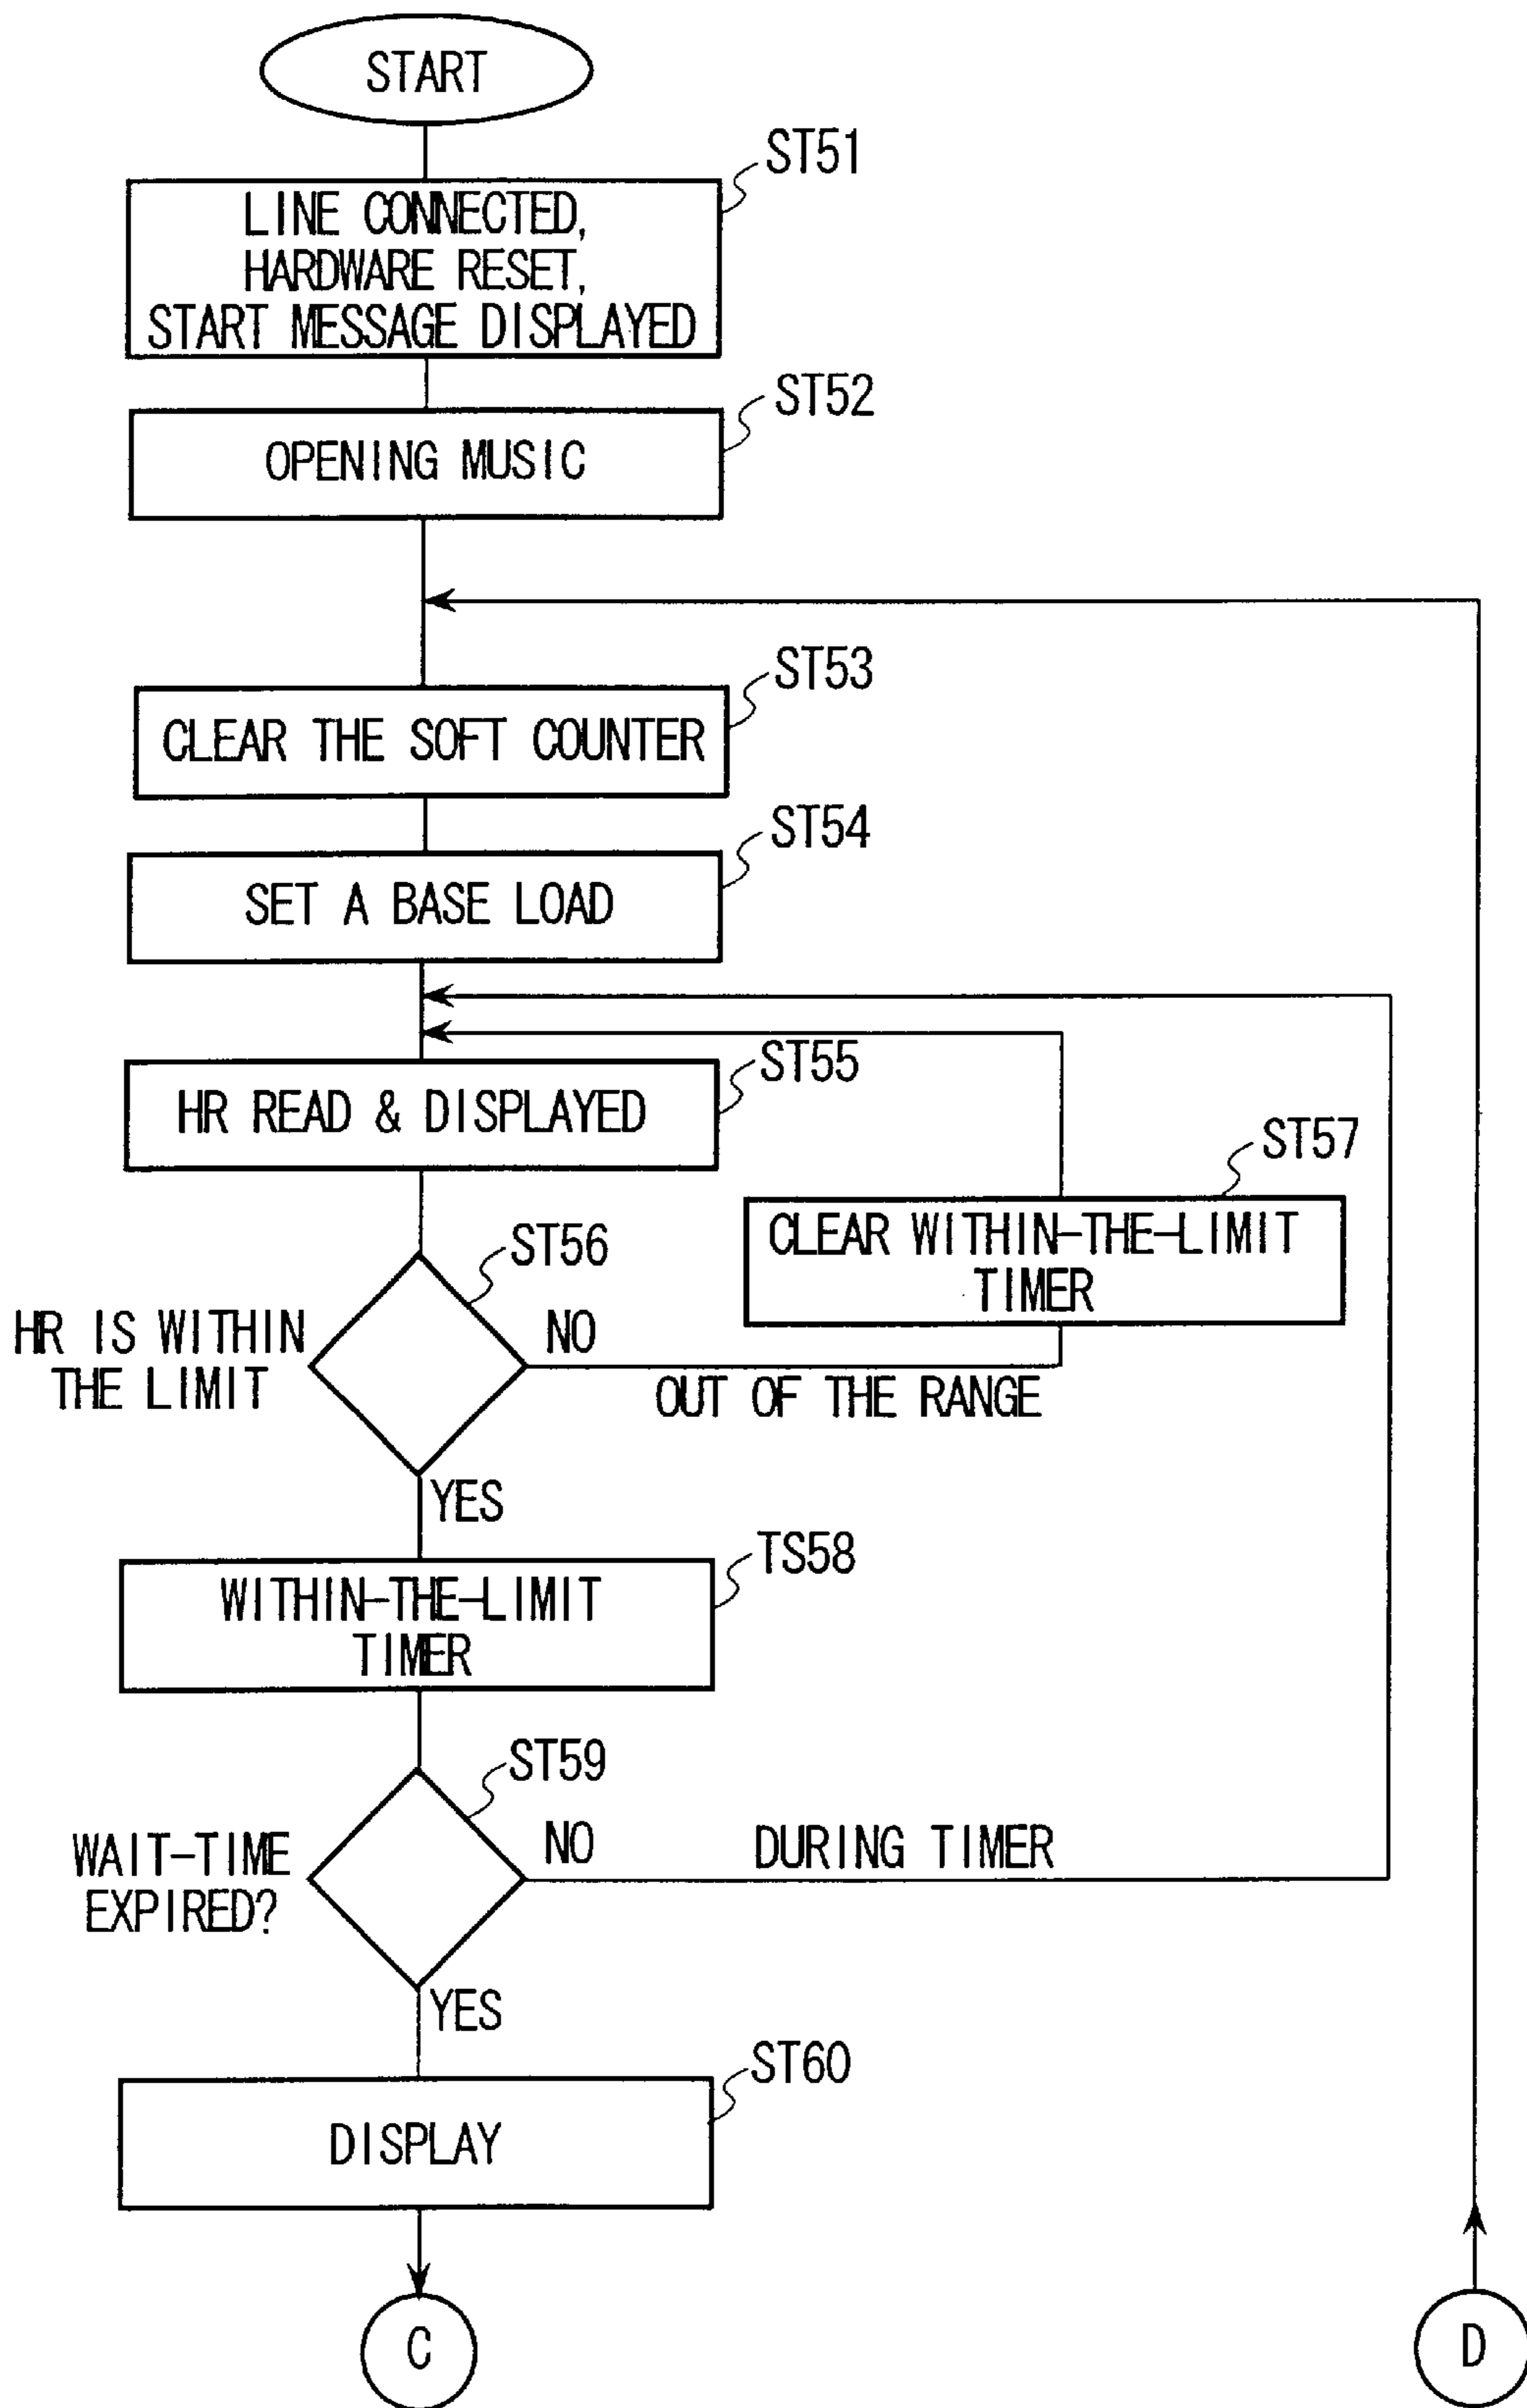 START
ST51
LINE CONNECTED,
HARDWARE RESET,
START MESSAGE DISPLAYED
ST52
OPENING MUSIC
ST53
CLEAR THE SOFT COUNTER
ST54
SET A BASE LOAD
ST55
HR READ & DISPLAYED
ST57
CLEAR WITHIN-THE-LIMIT
TIMER
ST56
HR IS WITHIN
THE LIMIT
NO
OUT OF THE RANGE
YES
TS58
WITHIN-THE-LIMIT
TIMER
ST59
WAIT-TIME
EXPIRED?
NO
DURING TIMER
YES
ST60
DISPLAY
C
D